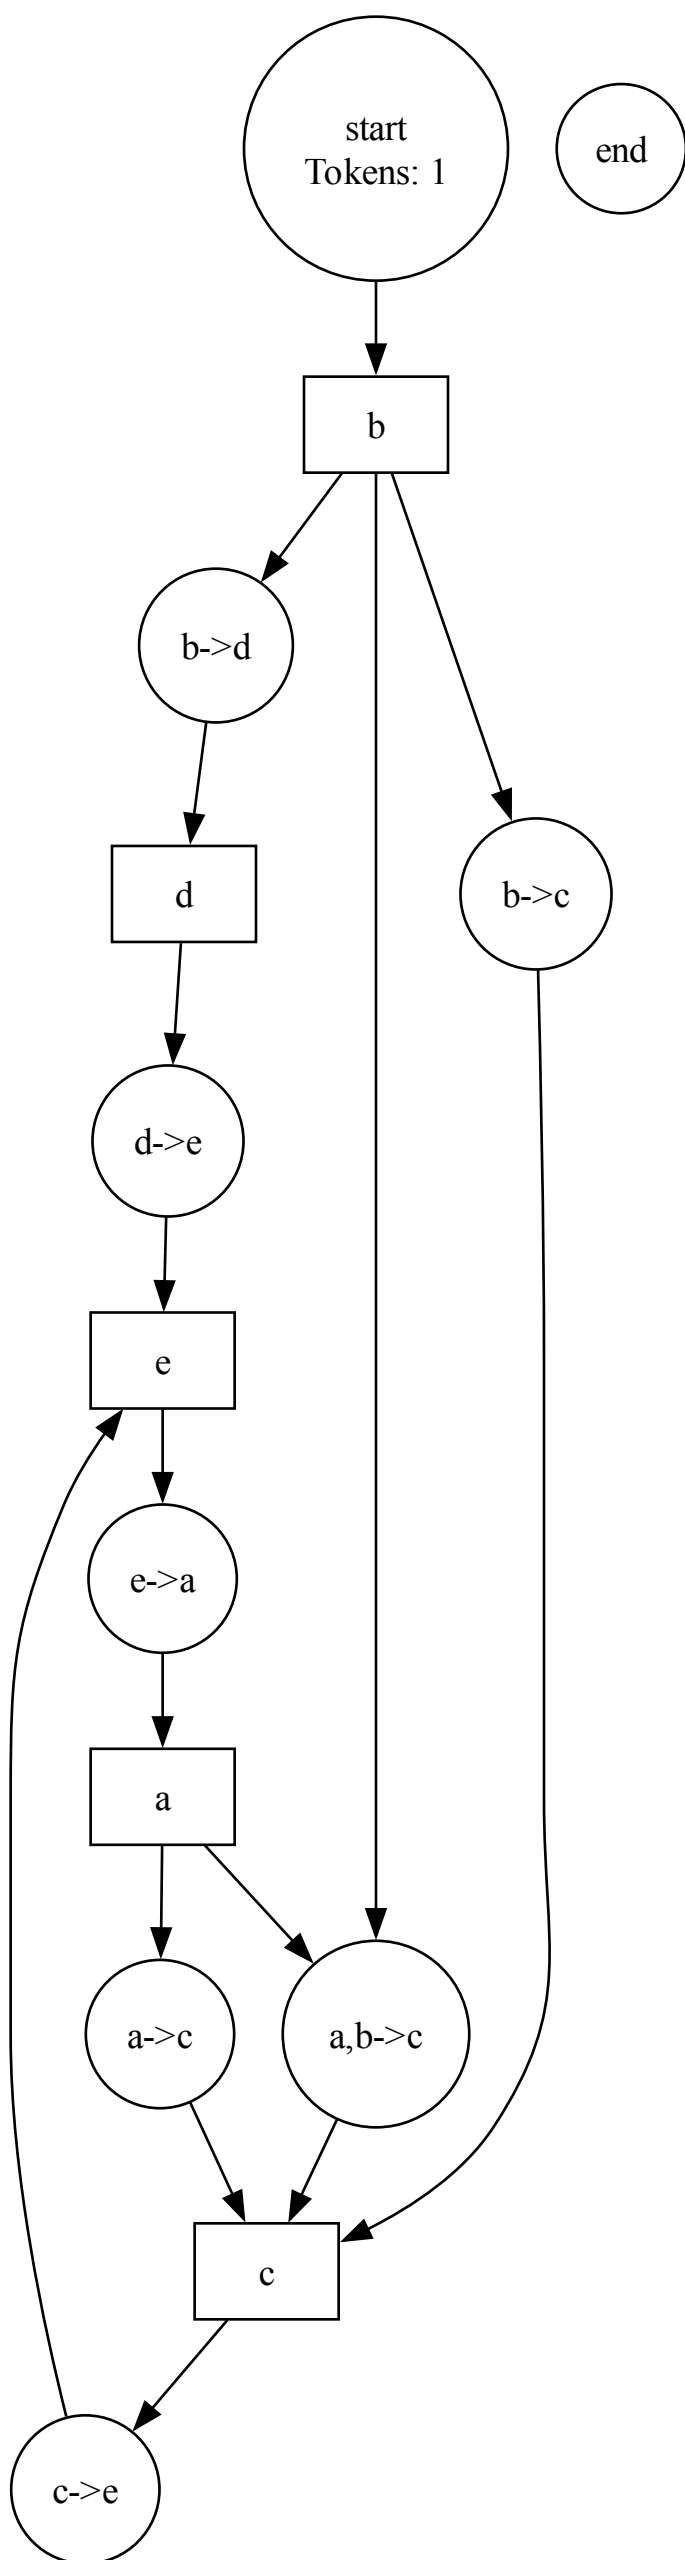 start
Tokens: 1
end
b
b->d
d
b->c
d->e
e
e->a
a
a->c
a,b->c
c
c->e